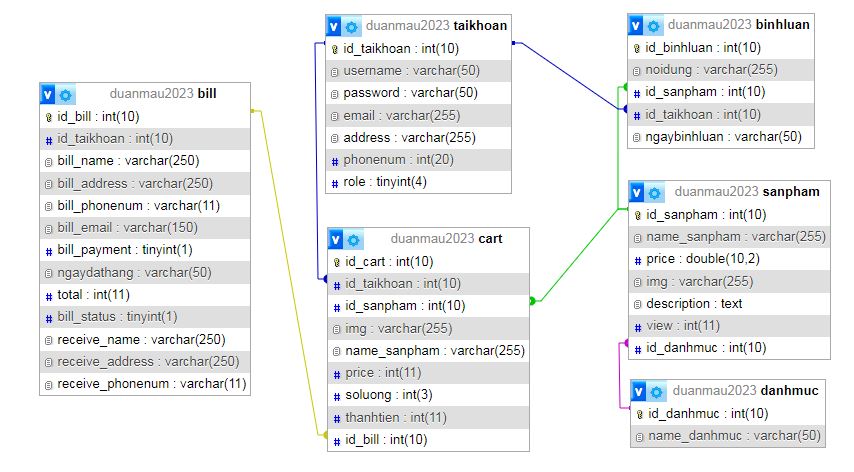 duanmau2023 bill
id_bill : int(10)
id_taikhoan : int(10)
bill_name : varchar(250)
bill_address : varchar(250)
bill_phonenum : varchar(11)
bill_email : varchar(150)
bill_payment : tinyint(1)
ngaydathang : varchar(50)
total : int(11)
bill_status : tinyint(1)
receive_name : varchar(250)
receive_address : varchar(250)
receive_phonenum : varchar(11)
duanmau2023 taikhoan
id_taikhoan : int(10)
username : varchar(50)
password : varchar(50)
email : varchar(255)
address : varchar(255)
phonenum : int(20)
role : tinyint(4)
duanmau2023 cart
id_cart : int(10)
id_taikhoan : int(10)
id_sanpham : int(10)
img : varchar(255)
name_sanpham : varchar(255)
price : int(11)
soluong : int(3)
thanhtien : int(11)
id_bill : int(10)
duanmau2023 binhluan
id_binhluan : int(10)
noidung : varchar(255)
id_sanpham : int(10)
id_taikhoan : int(10)
ngaybinhluan : varchar(50)
duanmau2023 sanpham
id_sanpham : int(10)
name_sanpham : varchar(255)
price : double(10,2)
img : varchar(255)
description : text
view : int(11)
id_danhmuc : int(10)
duanmau2023 danhmuc
id_danhmuc : int(10)
name_danhmuc : varchar(50)